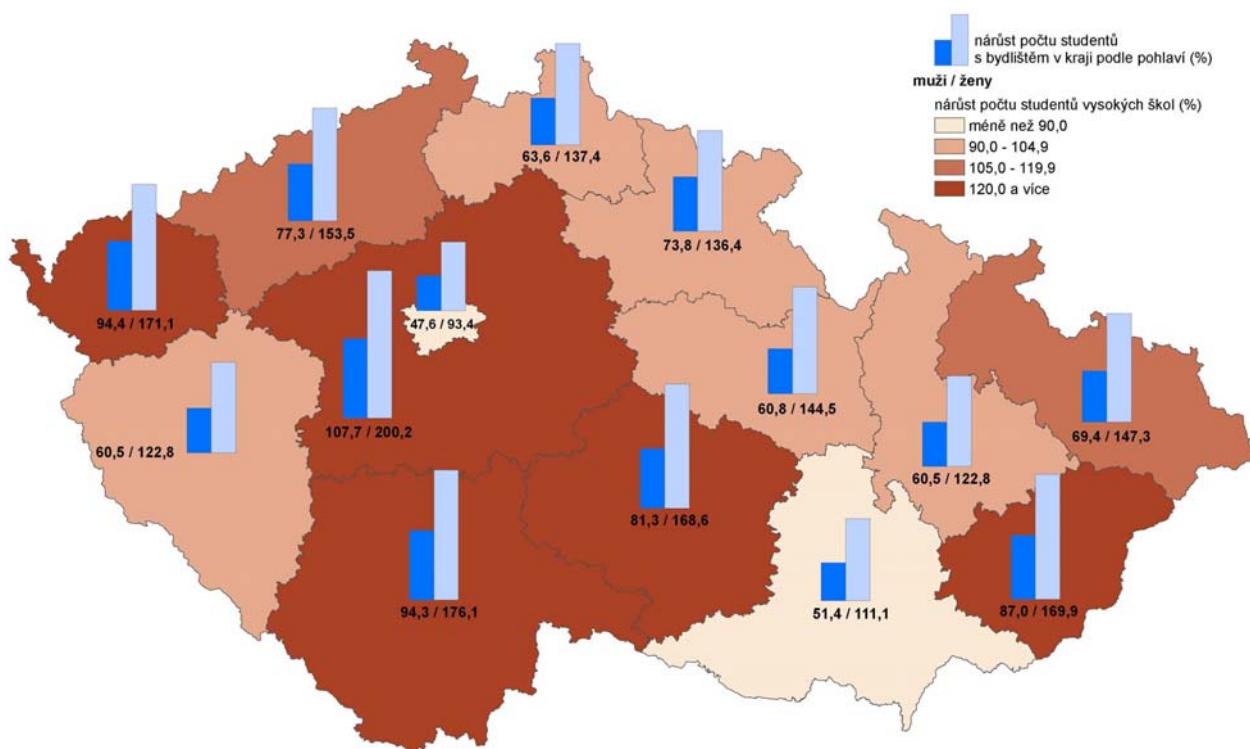 nárůst počtu studentů
s bydlištěm v kraji podle pohlaví (%)
muži / ženy
nárůst počtu studentů vysokých škol (%)
méně než 90,0
90,0 - 104,9
105,0 - 119,9
120,0 a více
63,6 / 137,4
77,3 / 153,5
73,8 / 136,4
94,4 / 171,1
47,6 / 93,4
60,8 / 144,5
107,7 / 200,2
69,4 / 147,3
60,5 / 122,8
60,5 / 122,8
81,3 / 168,6
94,3 / 176,1
51,4 / 111,1
87,0 / 169,9